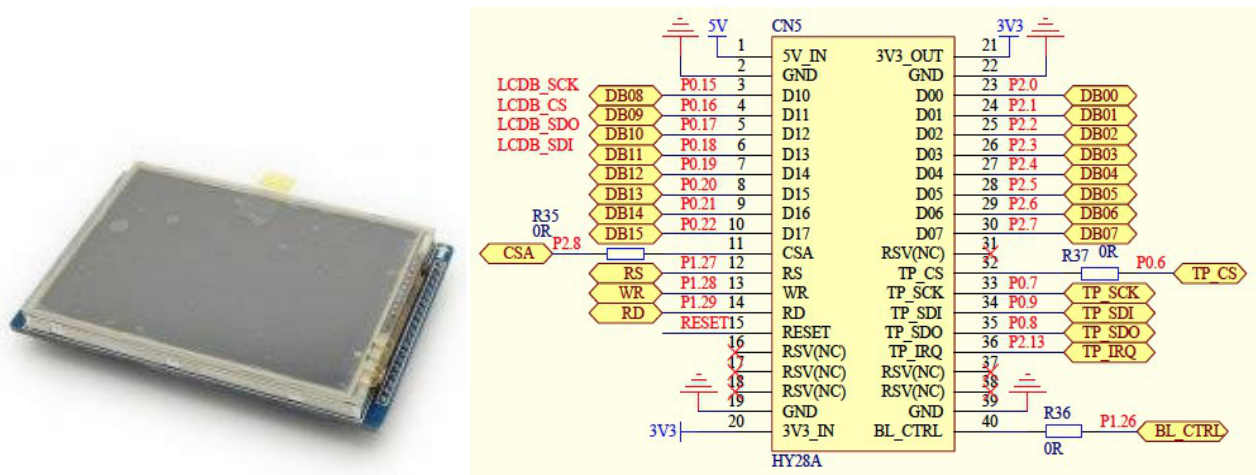 5V CN5 3V3
1 5V_IN 3V3_OUT 21
2 GND GND 22
LCDB_SCK DB08 P0.15 3 D10 D00 23 P2.0 DB00
LCDB_CS DB09 P0.16 4 D11 D01 24 P2.1 DB01
LCDB_SDO DB10 P0.17 5 D12 D02 25 P2.2 DB02
LCDB_SDI DB11 P0.18 6 D13 D03 26 P2.3 DB03
DB12 P0.19 7 D14 D04 27 P2.4 DB04
DB13 P0.20 8 D15 D05 28 P2.5 DB05
DB14 P0.21 9 D16 D06 29 P2.6 DB06
DB15 P0.22 10 D17 D07 30 P2.7 DB07
CSA P2.8 R35 0R 11 CSA RSV(NC) 31
RS P1.27 12 RS TP_CS 32 R37 0R P0.6 TP_CS
WR P1.28 13 WR TP_SCK 33 P0.7 TP_SCK
RD P1.29 14 RD TP_SDI 34 P0.9 TP_SDI
RESET 15 RESET TP_SDO 35 P0.8 TP_SDO
16 RSV(NC) TP_IRQ 36 P2.13 TP_IRQ
17 RSV(NC) RSV(NC) 37
18 RSV(NC) RSV(NC) 38
19 GND GND 39
3V3 20 3V3_IN BL_CTRL 40 R36 0R P1.26 BL_CTRL
HY28A